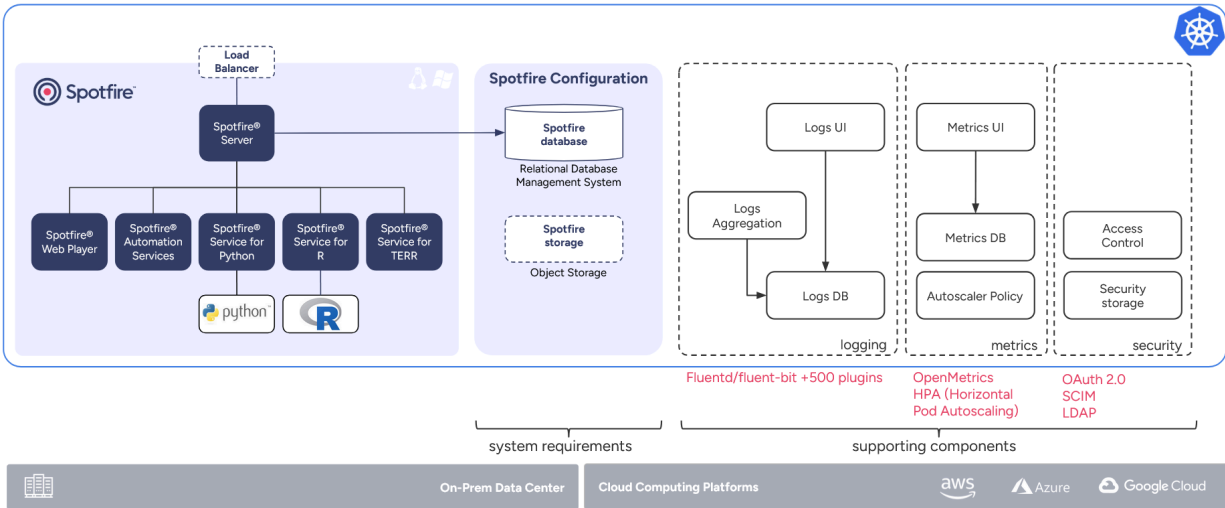 Load
Balancer
Spotfire™
Spotfire®
Server
Spotfire®
Web Player
Spotfire®
Automation
Services
Spotfire®
Service for
Python
Spotfire®
Service for
R
Spotfire®
Service for
TERR
python™
R
Spotfire Configuration
Spotfire
database
Relational Database
Management System
Spotfire
storage
Object Storage
Logs UI
Logs
Aggregation
Logs DB
logging
Metrics UI
Metrics DB
Autoscaler Policy
metrics
Access
Control
Security
storage
security
Fluentd/fluent-bit +500 plugins
OpenMetrics
HPA (Horizontal
Pod Autoscaling)
OAuth 2.0
SCIM
LDAP
system requirements
supporting components
On-Prem Data Center
Cloud Computing Platforms
aws
Azure
Google Cloud